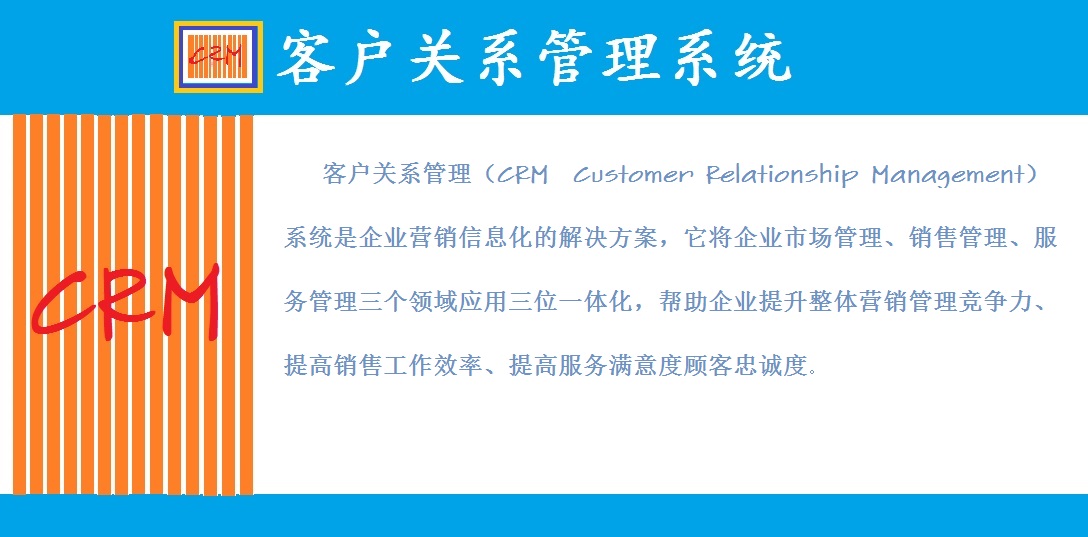 CRM
客户关系管理系统
客户关系管理（CRM  Customer Relationship Management）
系统是企业营销信息化的解决方案，它将企业市场管理、销售管理、服
务管理三个领域应用三位一体化，帮助企业提升整体营销管理竞争力、
提高销售工作效率、提高服务满意度顾客忠诚度。
CRM